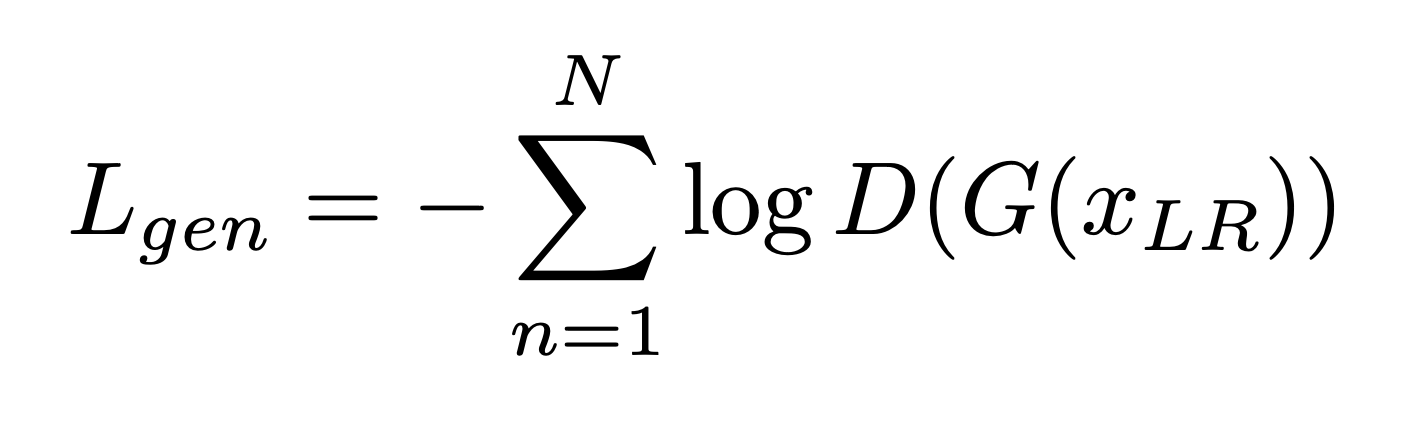 L_{gen} = -\sum_{n=1}^{N} \log D(G(x_{LR}))